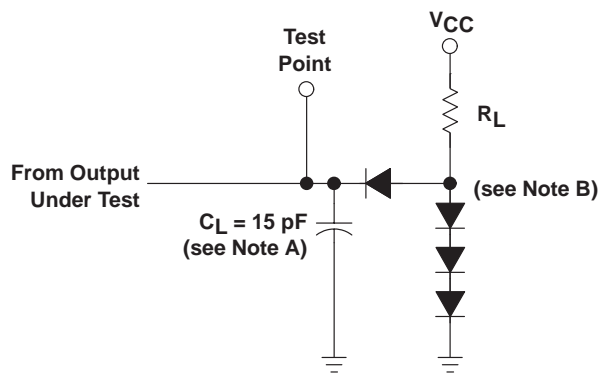 Test
Point
VCC
RL
From Output
Under Test
(see Note B)
CL = 15 pF
(see Note A)